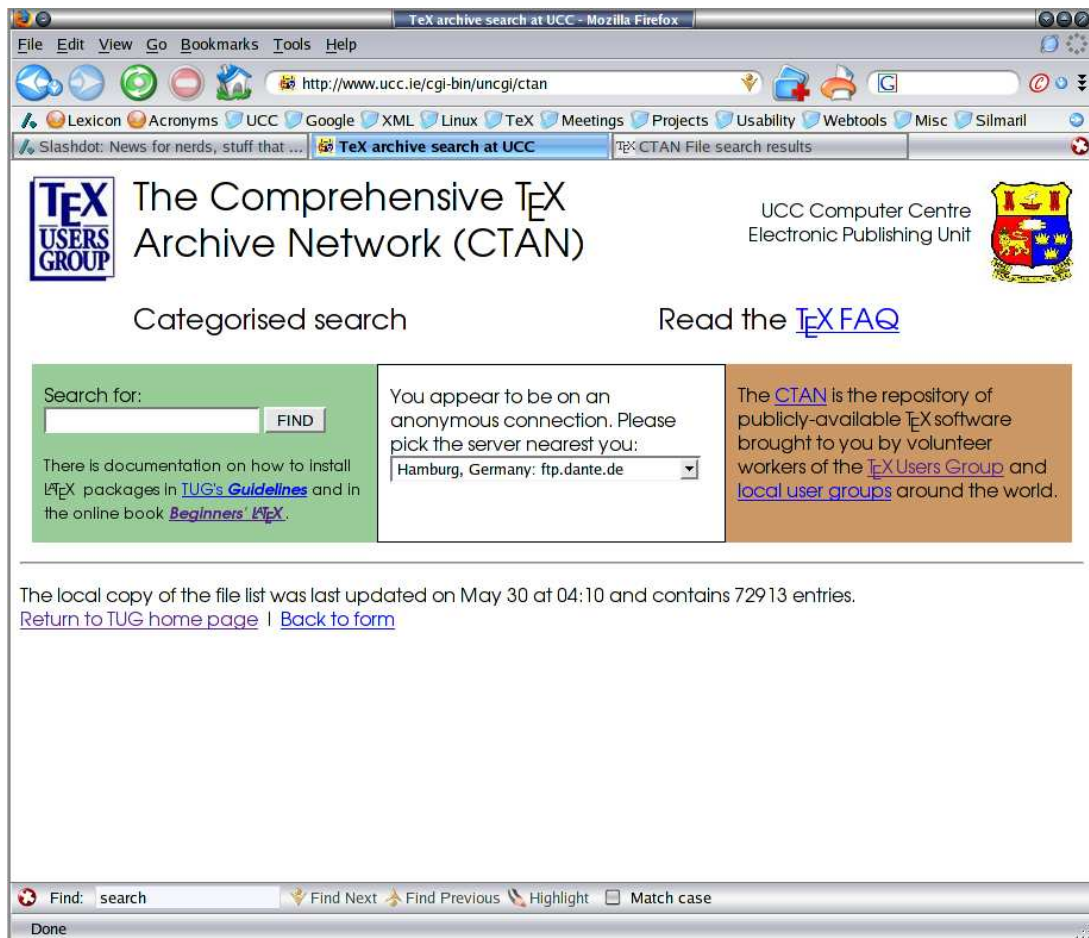 TeX archive search at UCC - Mozilla Firefox
File Edit View Go Bookmarks Tools Help
http://www.ucc.ie/cgi-bin/uncgi/ctan
G
Lexicon Acronyms UCC Google XML Linux TeX Meetings Projects Usability Webtools Misc Silmaril
Slashdot: News for nerds, stuff that ... TeX archive search at UCC TEX CTAN File search results
TEX USERS GROUP
The Comprehensive TEX
Archive Network (CTAN)
UCC Computer Centre
Electronic Publishing Unit
Categorised search
Read the TEX FAQ
Search for:
FIND
There is documentation on how to install
LATEX packages in TUG's Guidelines and in
the online book Beginners' LATEX.
You appear to be on an
anonymous connection. Please
pick the server nearest you:
Hamburg, Germany: ftp.dante.de
The CTAN is the repository of
publicly-available TEX software
brought to you by volunteer
workers of the TEX Users Group and
local user groups around the world.
The local copy of the file list was last updated on May 30 at 04:10 and contains 72913 entries.
Return to TUG home page | Back to form
Find: search Find Next Find Previous Highlight Match case
Done